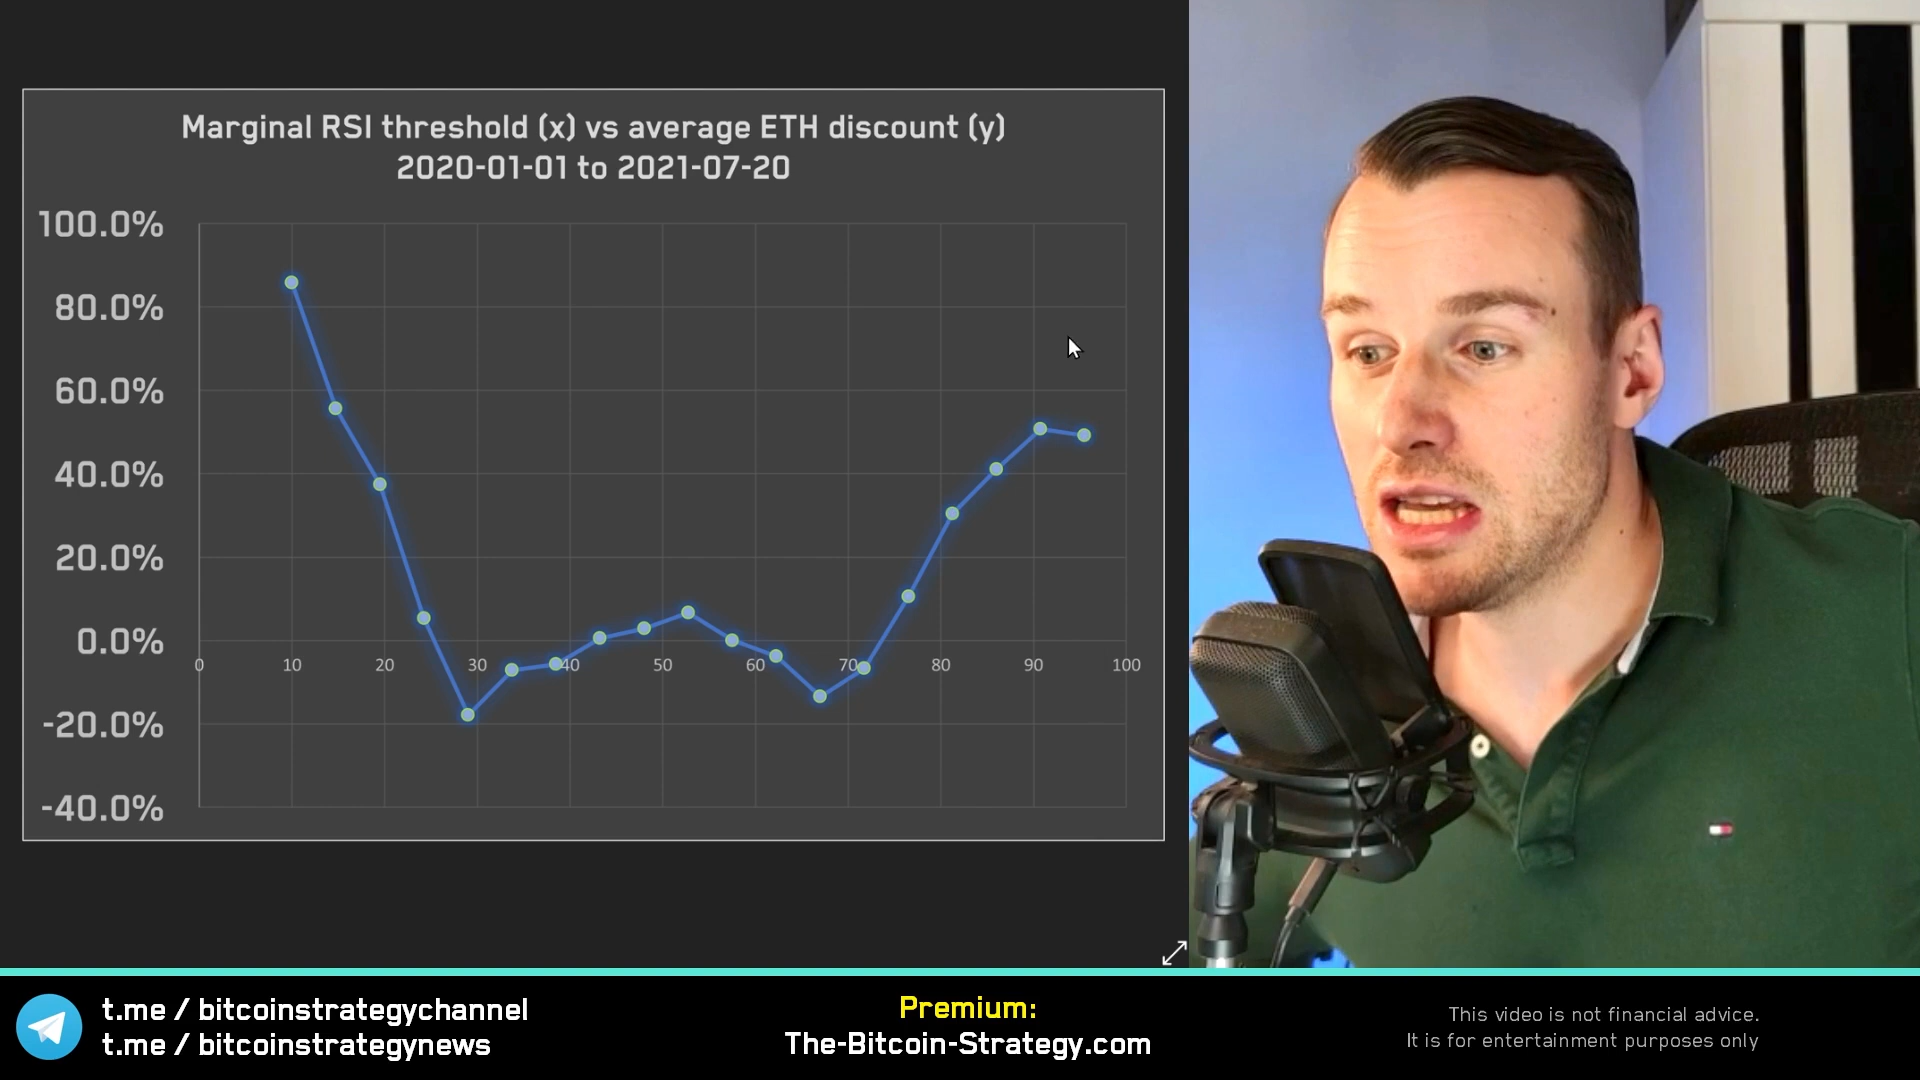 Marginal RSI threshold (x) vs average ETH discount (y)
2020-01-01 to 2021-07-20
100.0%
80.0%
60.0%
40.0%
20.0%
0.0%
0 10 20 30 40 50 60 70 80 90 100
-20.0%
-40.0%
t.me / bitcoinstrategychannel
t.me / bitcoinstrategynews
Premium:
The-Bitcoin-Strategy.com
This video is not financial advice.
It is for entertainment purposes only